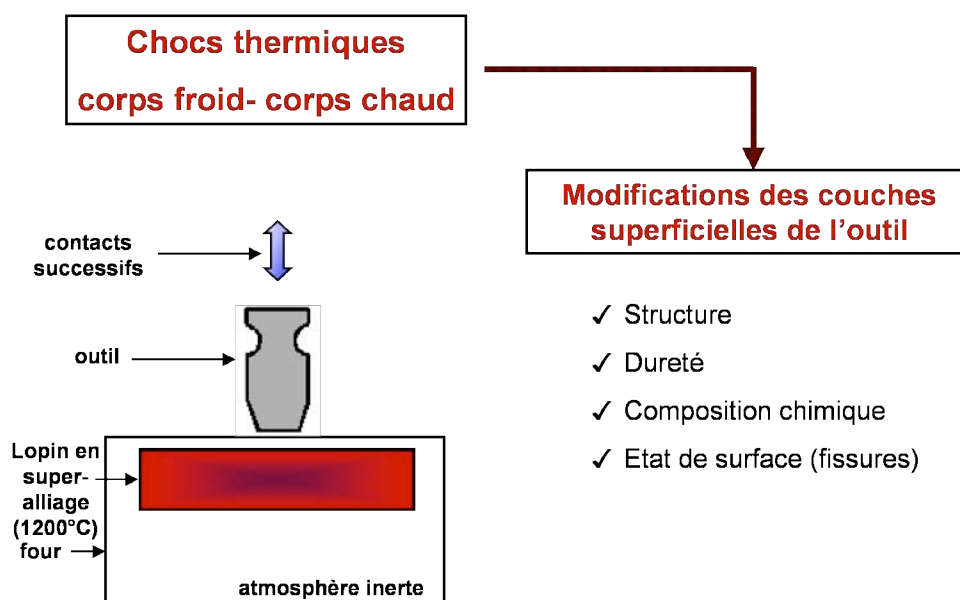 Chocs thermiques
corps froid- corps chaud
Modifications des couches
superficielles de l'outil
contacts
successifs
outil
Lopin en
super-
alliage
(1200°C)
four
atmosphère inerte
✓ Structure
✓ Dureté
✓ Composition chimique
✓ Etat de surface (fissures)